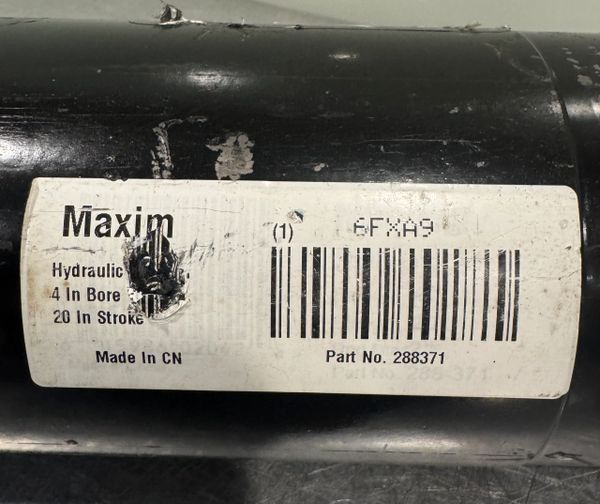 Maxim
(1) 6FXA9
Hydraulic
4 In Bore
20 In Stroke
Made In CN
Part No. 288371